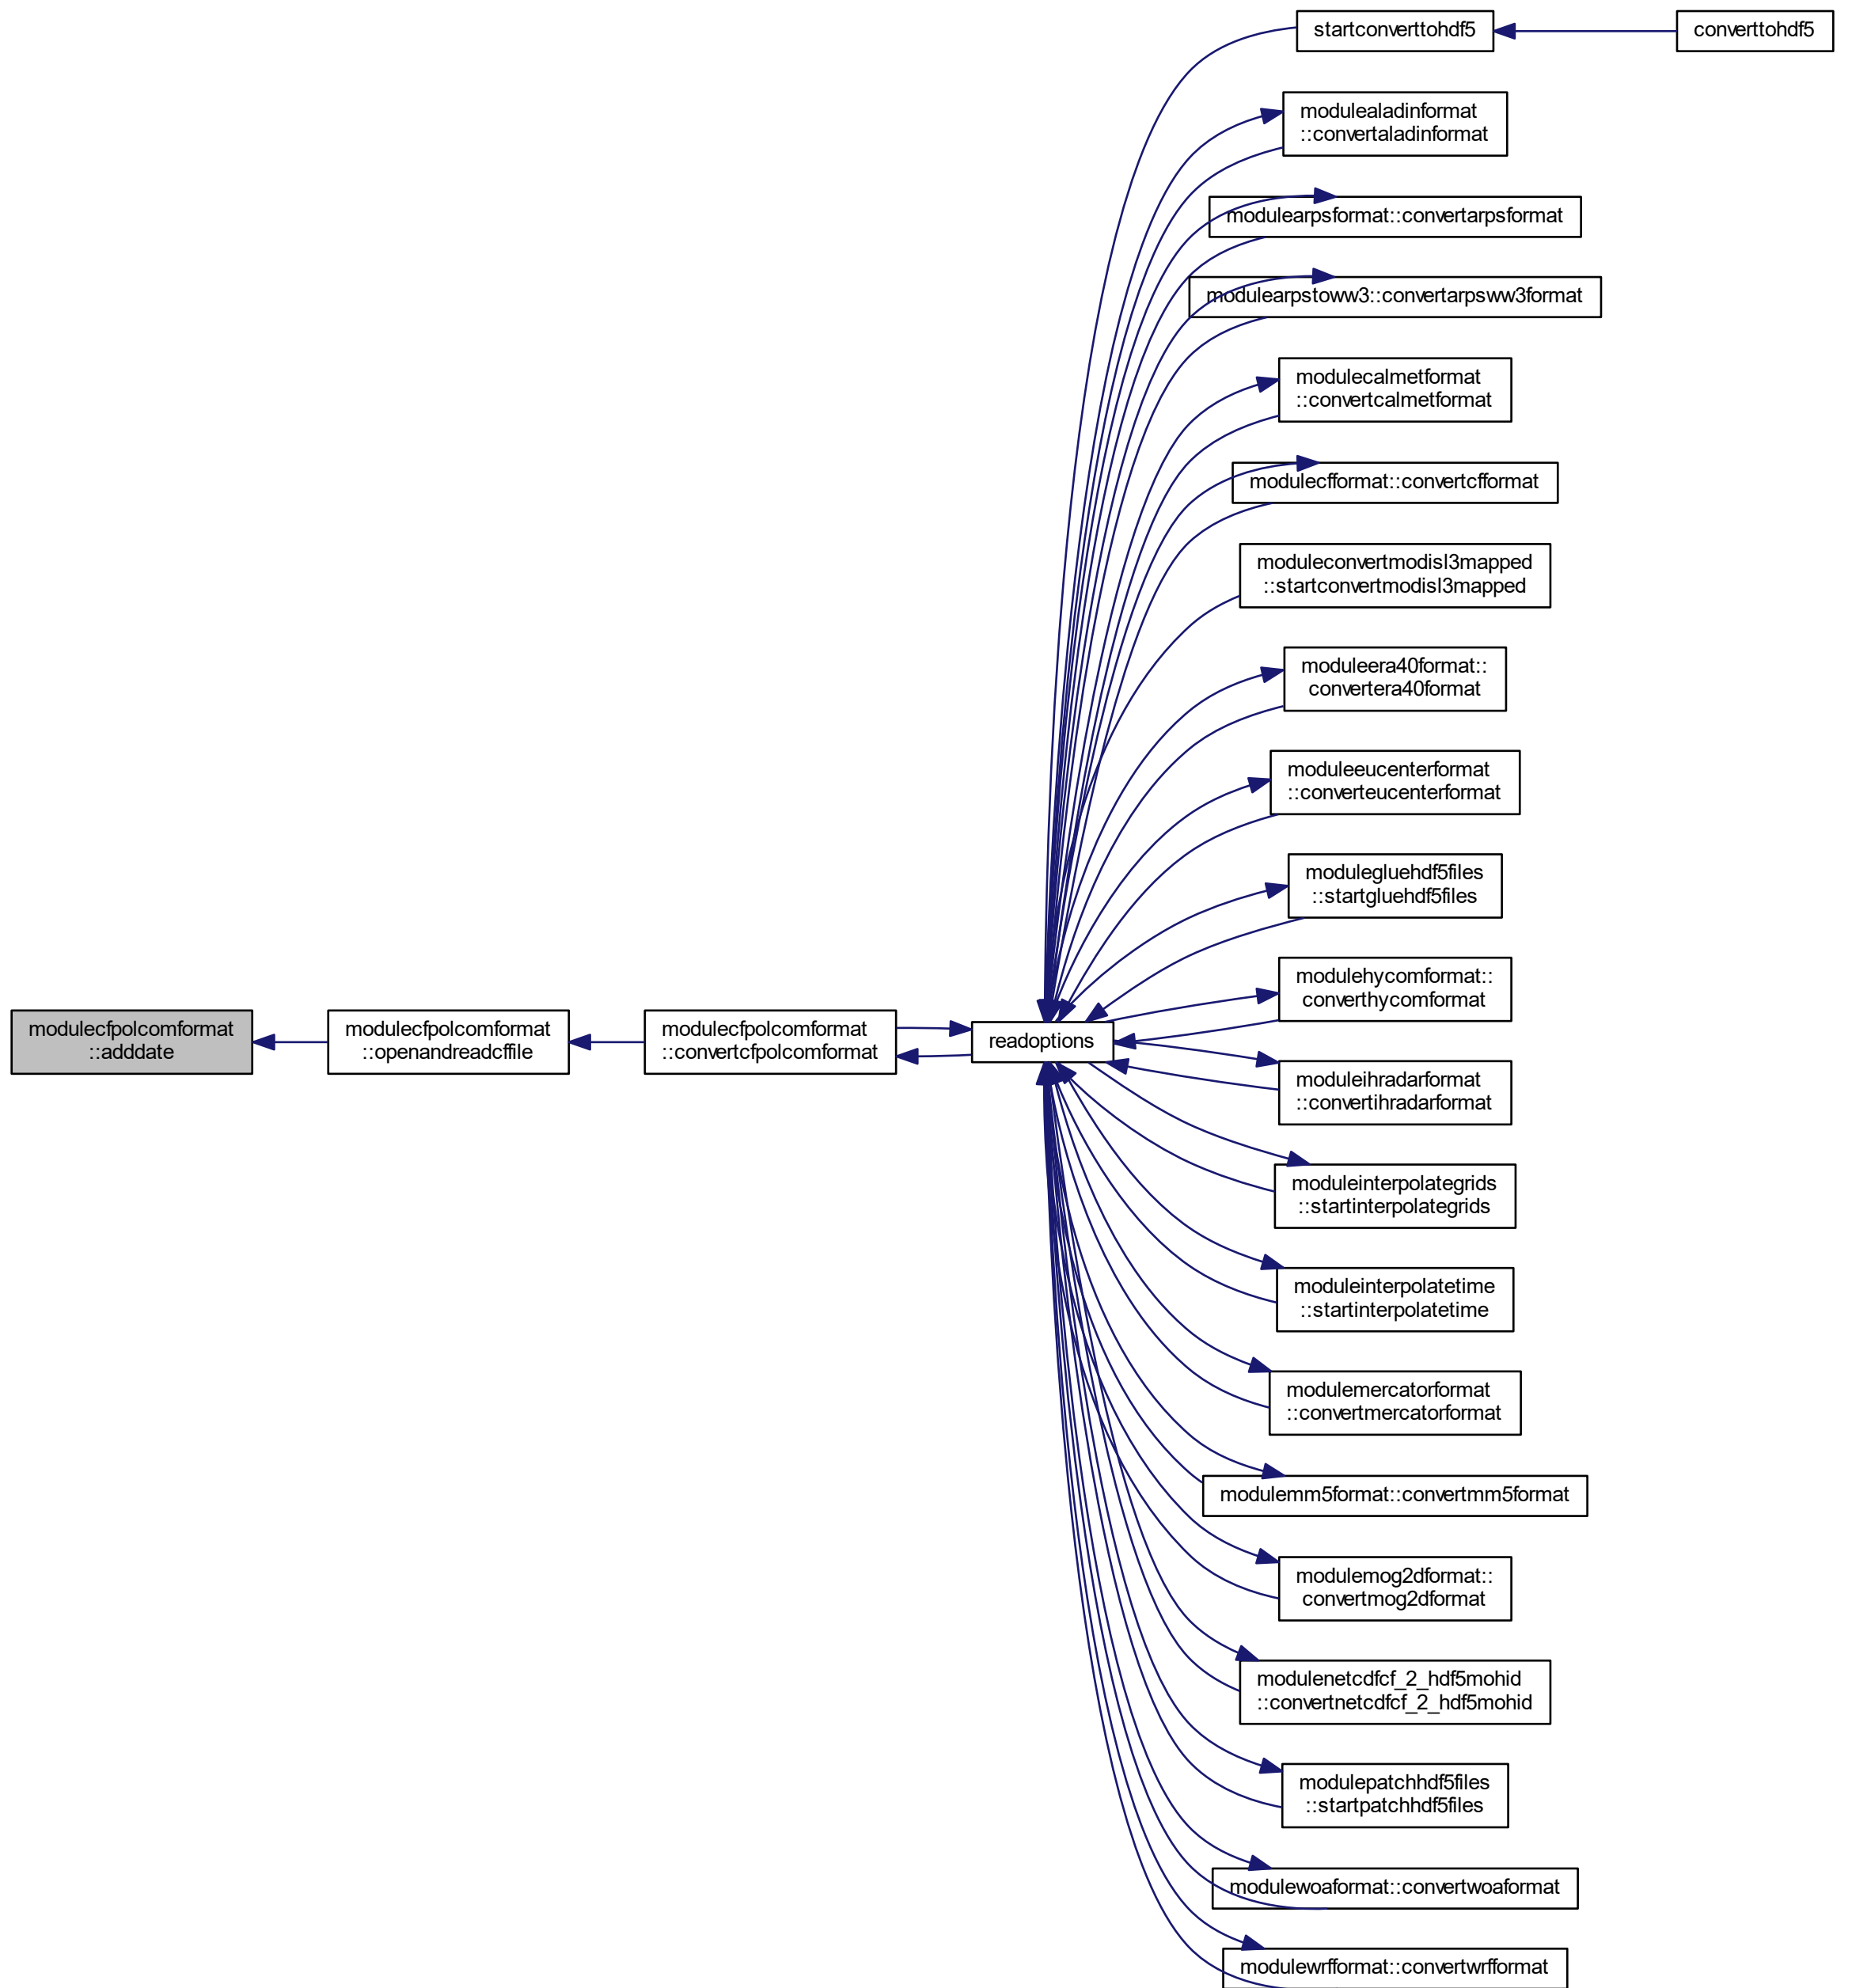 startconverttohdf5
converttohdf5
modulealadinformat
::convertaladinformat
modulearpsformat::convertarpsformat
modulearpstoww3::convertarpsww3format
modulecalmetformat
::convertcalmetformat
modulecfformat::convertcfformat
moduleconvertmodisl3mapped
::startconvertmodisl3mapped
moduleera40format::
convertera40format
moduleeucenterformat
::converteucenterformat
modulegluehdf5files
::startgluehdf5files
modulecfpolcomformat
::adddate
modulecfpolcomformat
::openandreadcffile
modulecfpolcomformat
::convertcfpolcomformat
readoptions
modulehycomformat::
converthycomformat
moduleihradarformat
::convertihradarformat
moduleinterpolategrids
::startinterpolategrids
moduleinterpolatetime
::startinterpolatetime
modulemercatorformat
::convertmercatorformat
modulemm5format::convertmm5format
modulemog2dformat::
convertmog2dformat
modulenetcdfcf_2_hdf5mohid
::convertnetcdfcf_2_hdf5mohid
modulepatchhdf5files
::startpatchhdf5files
modulewoaformat::convertwoaformat
modulewrfformat::convertwrfformat